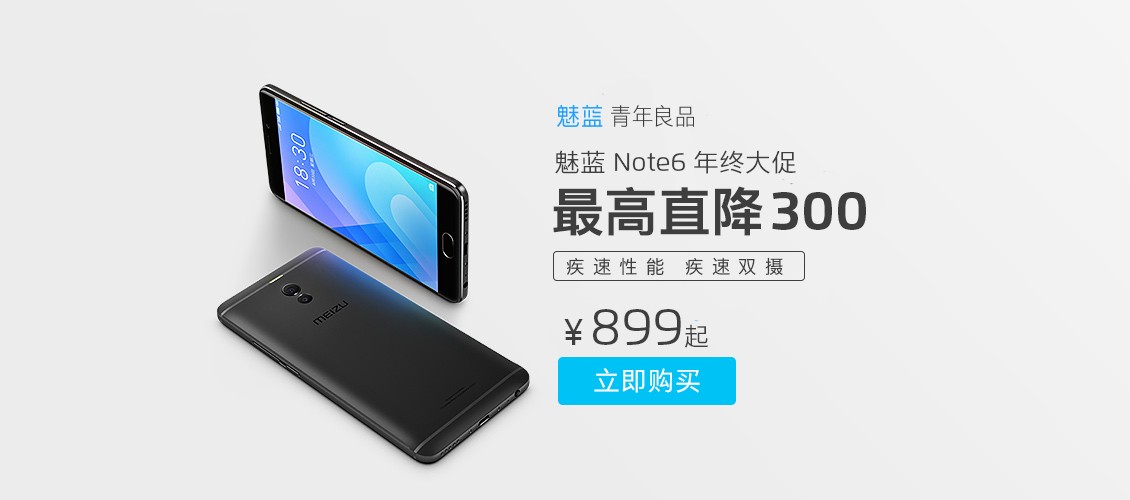 18:30
MEIZU
魅蓝 青年良品
魅蓝 Note6 年终大促
最高直降300
疾速性能 疾速双摄
¥899起
立即购买